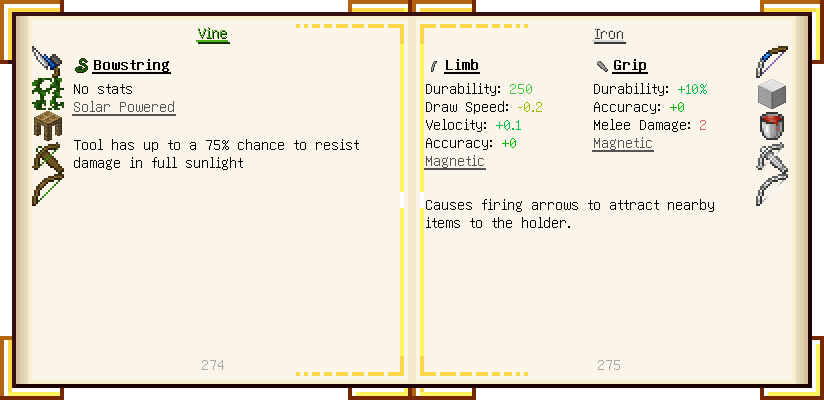 Vine
Bowstring
No stats
Solar Powered
Tool has up to a 75% chance to resist
damage in full sunlight
274
Iron
Limb
Durability: 250
Draw Speed: -0.2
Velocity: +0.1
Accuracy: +0
Magnetic
Grip
Durability: +10%
Accuracy: +0
Melee Damage: 2
Magnetic
Causes firing arrows to attract nearby
items to the holder.
275